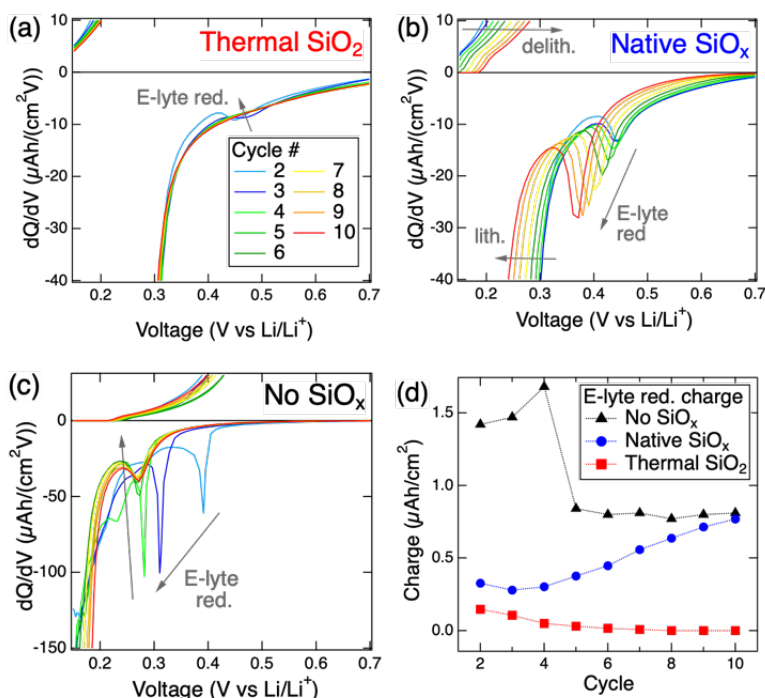 (a)
Thermal SiO₂
10
0
-10
-20
-30
-40
dQ/dV (µAh/(cm²V))
E-lyte red.
Cycle #
2 7
3 8
4 9
5 10
6
0.2 0.3 0.4 0.5 0.6 0.7
Voltage (V vs Li/Li⁺)
(b)
Native SiOₓ
delith.
10
0
-10
-20
-30
-40
dQ/dV (µAh/(cm²V))
E-lyte
red
lith.
0.2 0.3 0.4 0.5 0.6 0.7
Voltage (V vs Li/Li⁺)
(c)
No SiOₓ
0
-50
-100
-150
dQ/dV (µAh/(cm²V))
E-lyte
red.
0.2 0.3 0.4 0.5 0.6 0.7
Voltage (V vs Li/Li⁺)
(d)
E-lyte red. charge
No SiOₓ
Native SiOₓ
Thermal SiO₂
1.5
1.0
0.5
0.0
Charge (µAh/cm²)
2 4 6 8 10
Cycle